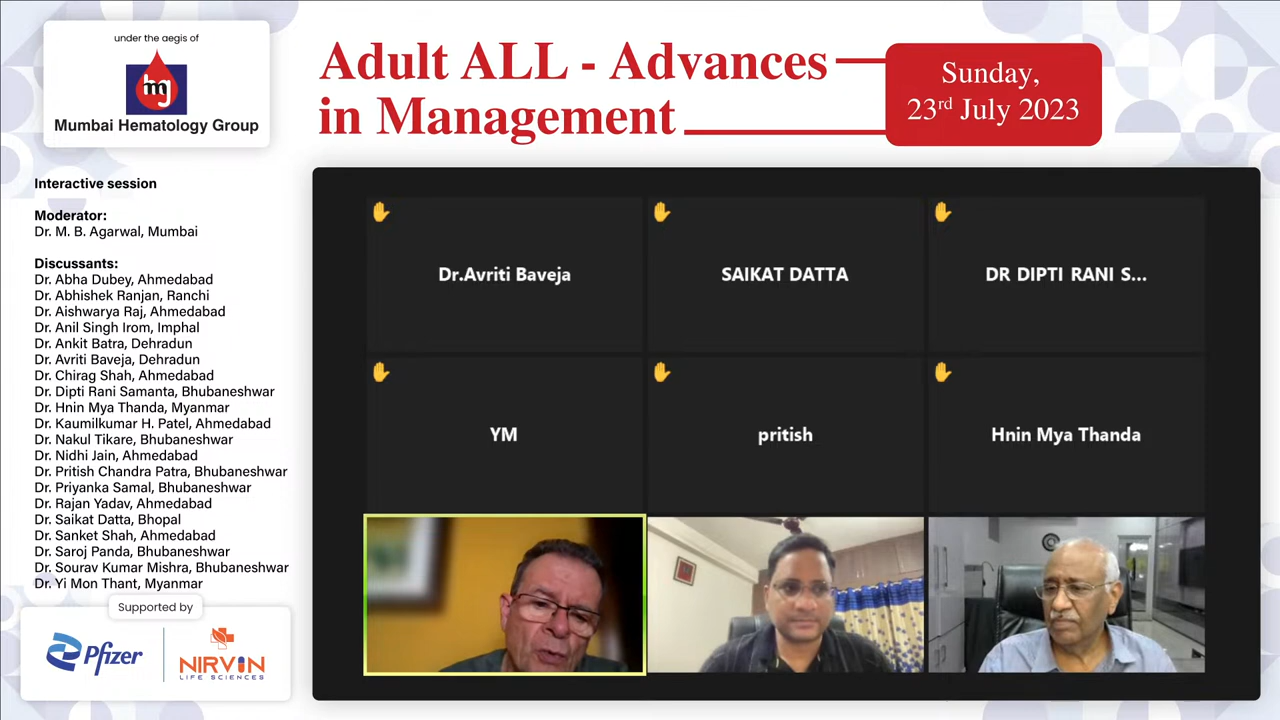 under the aegis of
mj
Mumbai Hematology Group
Adult ALL - Advances
in Management
Sunday,
23rd July 2023
Interactive session
Moderator:
Dr. M. B. Agarwal, Mumbai
Discussants:
Dr. Abha Dubey, Ahmedabad
Dr. Abhishek Ranjan, Ranchi
Dr. Aishwarya Raj, Ahmedabad
Dr. Anil Singh Irom, Imphal
Dr. Ankit Batra, Dehradun
Dr. Avriti Baveja, Dehradun
Dr. Chirag Shah, Ahmedabad
Dr. Dipti Rani Samanta, Bhubaneshwar
Dr. Hnin Mya Thanda, Myanmar
Dr. Kaumilkumar H. Patel, Ahmedabad
Dr. Nakul Tikare, Bhubaneshwar
Dr. Nidhi Jain, Ahmedabad
Dr. Pritish Chandra Patra, Bhubaneshwar
Dr. Priyanka Samal, Bhubaneshwar
Dr. Rajan Yadav, Ahmedabad
Dr. Saikat Datta, Bhopal
Dr. Sanket Shah, Ahmedabad
Dr. Saroj Panda, Bhubaneshwar
Dr. Sourav Kumar Mishra, Bhubaneshwar
Dr. Yi Mon Thant, Myanmar
Supported by
Pfizer
NIRVIN
LIFE SCIENCES
Dr.Avriti Baveja
SAIKAT DATTA
DR DIPTI RANI S...
YM
pritish
Hnin Mya Thanda